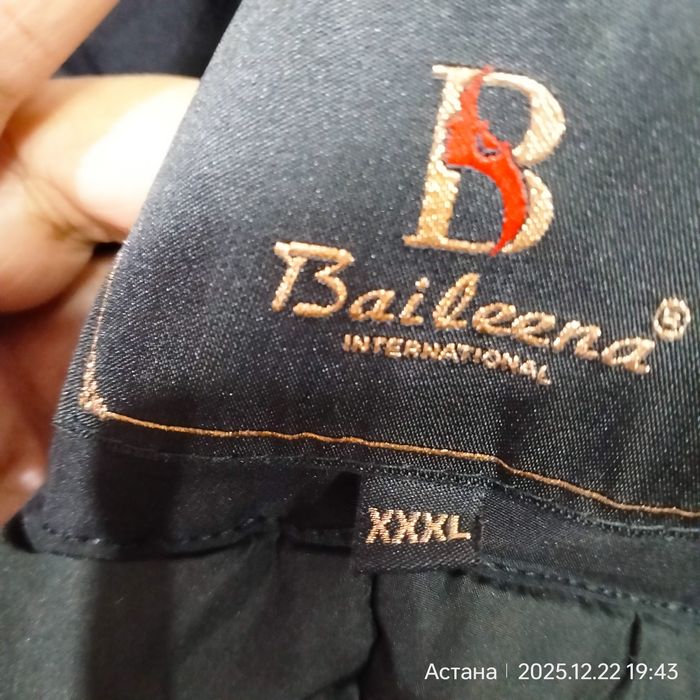 B
Baileena®
INTERNATIONAL
XXXL
Астана | 2025.12.22 19:43